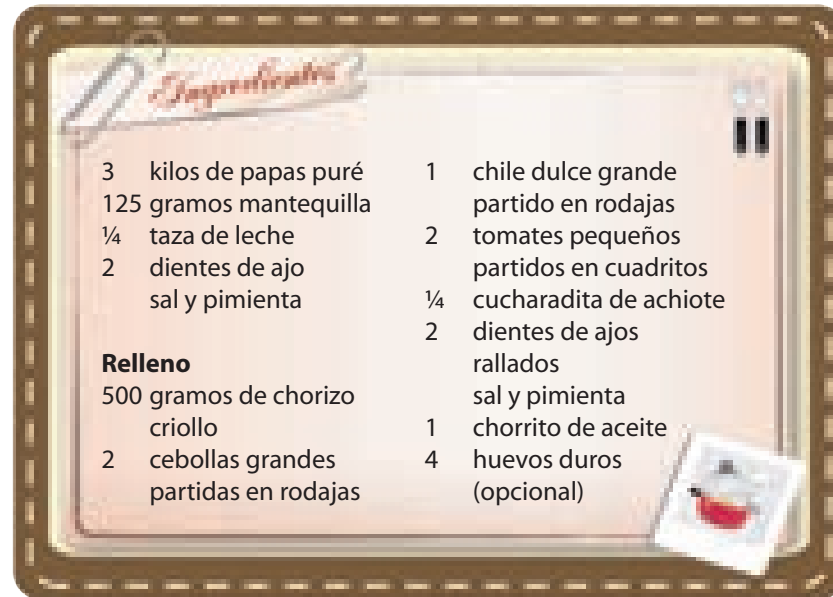 Ingredientes
3 kilos de papas puré
125 gramos mantequilla
¼ taza de leche
2 dientes de ajo
sal y pimienta
Relleno
500 gramos de chorizo
criollo
2 cebollas grandes
partidas en rodajas
1 chile dulce grande
partido en rodajas
2 tomates pequeños
partidos en cuadritos
¼ cucharadita de achiote
2 dientes de ajos
rallados
sal y pimienta
1 chorrito de aceite
4 huevos duros
(opcional)